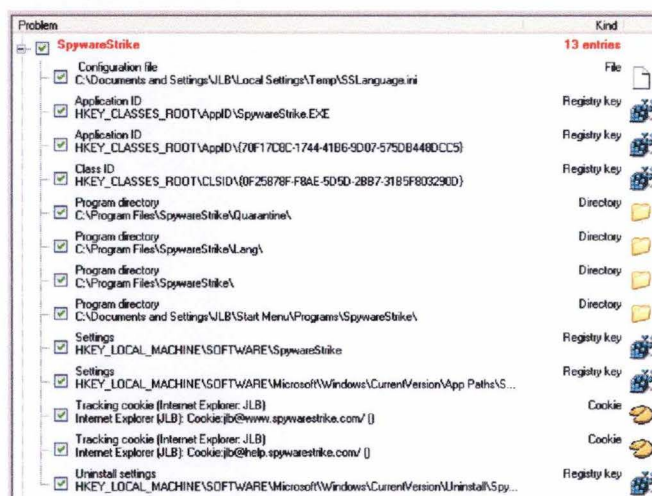 Problem Kind
SpywareStrike 13 entries
Configuration file File
C:\Documents and Settings\JLB\Local Settings\Temp\SSLanguage.ini
Application ID Registry key
HKEY_CLASSES_ROOT\AppID\SpywareStrike.EXE
Application ID Registry key
HKEY_CLASSES_ROOT\AppID\{70F17C8C-1744-41B6-9D07-575DB448DCC5}
Class ID Registry key
HKEY_CLASSES_ROOT\CLSID\{0F25878F-F8AE-5D5D-2BB7-31B5F803290D}
Program directory Directory
C:\Program Files\SpywareStrike\Quarantine\
Program directory Directory
C:\Program Files\SpywareStrike\Lang\
Program directory Directory
C:\Program Files\SpywareStrike\
Program directory Directory
C:\Documents and Settings\JLB\Start Menu\Programs\SpywareStrike\
Settings Registry key
HKEY_LOCAL_MACHINE\SOFTWARE\SpywareStrike
Settings Registry key
HKEY_LOCAL_MACHINE\SOFTWARE\Microsoft\Windows\CurrentVersion\App Paths\S...
Tracking cookie (Internet Explorer: JLB) Cookie
Internet Explorer (JLB): Cookie:jlb@www.spywarestrike.com/ ()
Tracking cookie (Internet Explorer: JLB) Cookie
Internet Explorer (JLB): Cookie:jlb@help.spywarestrike.com/ ()
Uninstall settings Registry key
HKEY_LOCAL_MACHINE\SOFTWARE\Microsoft\Windows\CurrentVersion\Uninstall\Spy...